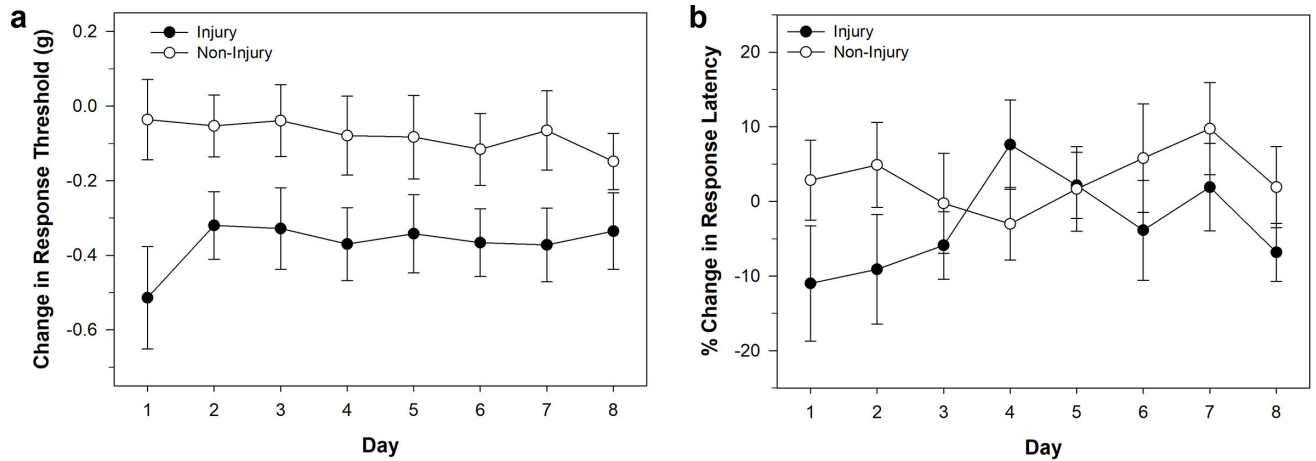 a
Change in Response Threshold (g)
Injury
Non-Injury
0.2
0.0
-0.2
-0.4
-0.6
1 2 3 4 5 6 7 8
Day
b
% Change in Response Latency
Injury
Non-Injury
20
10
0
-10
-20
1 2 3 4 5 6 7 8
Day